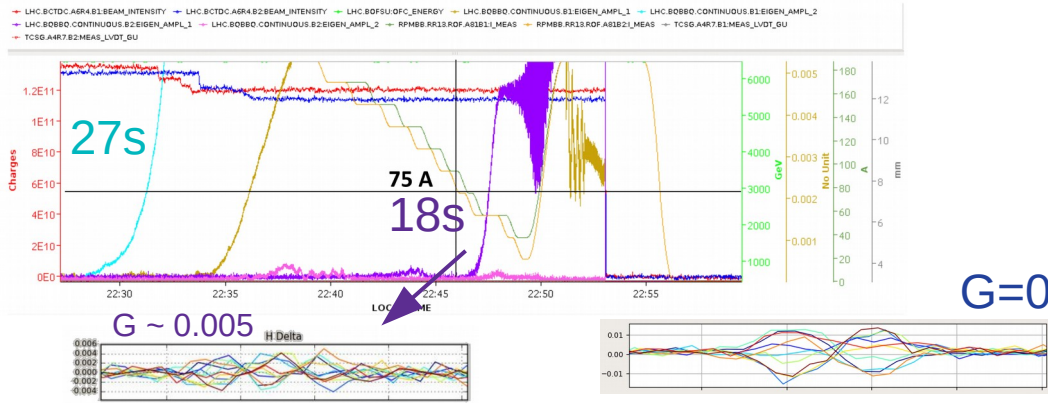 LHC.BCTDC.A6R4.B1:BEAM_INTENSITY LHC.BCTDC.A6R4.B2:BEAM_INTENSITY LHC.BOFSU:OFC_ENERGY LHC.BQBBQ.CONTINUOUS.B1:EIGEN_AMPL_1 LHC.BQBBQ.CONTINUOUS.B1:EIGEN_AMPL_2
LHC.BQBBQ.CONTINUOUS.B2:EIGEN_AMPL_1 LHC.BQBBQ.CONTINUOUS.B2:EIGEN_AMPL_2 RPMBB.RR13.ROF.A81B1:I_MEAS RPMBB.RR13.ROF.A81B2:I_MEAS TCSG.A4R7.B1:MEAS_LVDT_GU
TCSG.A4R7.B2:MEAS_LVDT_GU
Charges
1.2E11
1E11
8E10
6E10
4E10
2E10
0E0
27s
75 A
18s
6000
5000
4000
3000
2000
1000
GeV
0.005
0.004
0.003
0.002
0.001
No Unit
180
160
140
120
100
80
60
40
20
0
A
12
10
8
6
4
mm
22:30 22:35 22:40 22:45 22:50 22:55
G=0
G ~ 0.005
H Delta
0.006
0.004
0.002
0.000
-0.002
-0.004
0.01
0.00
-0.01